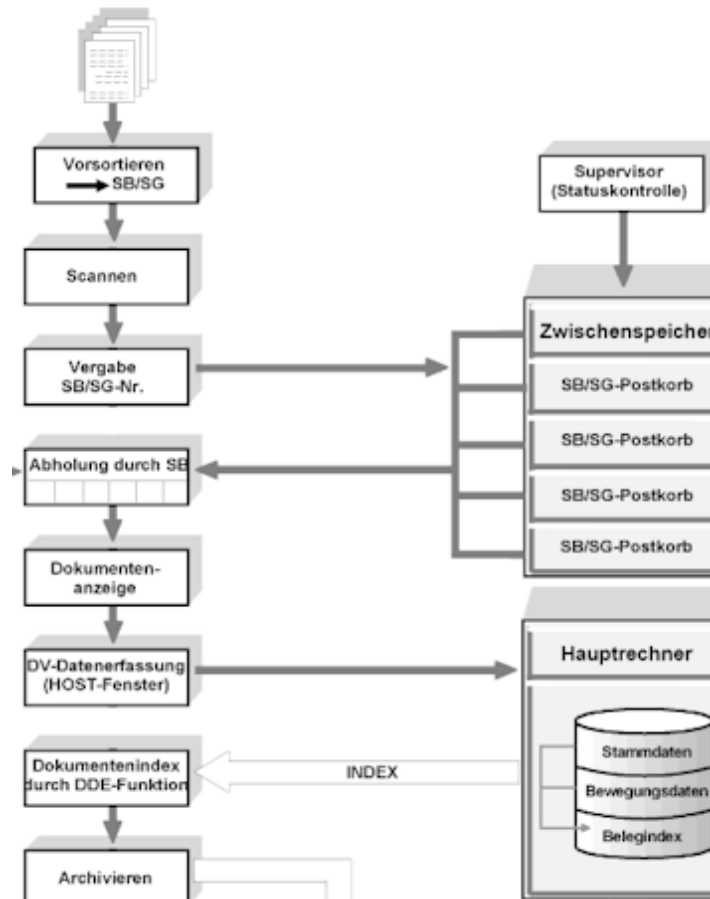 Vorsortieren
SB/SG
Scannen
Vergabe
SB/SG-Nr.
Abholung durch SB
Dokumenten-
anzeige
DV-Datenerfassung
(HOST-Fenster)
Dokumentenindex
durch DDE-Funktion
Archivieren
Supervisor
(Statuskontrolle)
Zwischenspeicher
SB/SG-Postkorb
SB/SG-Postkorb
SB/SG-Postkorb
SB/SG-Postkorb
Hauptrechner
INDEX
Stammdaten
Bewegungsdaten
Belegindex